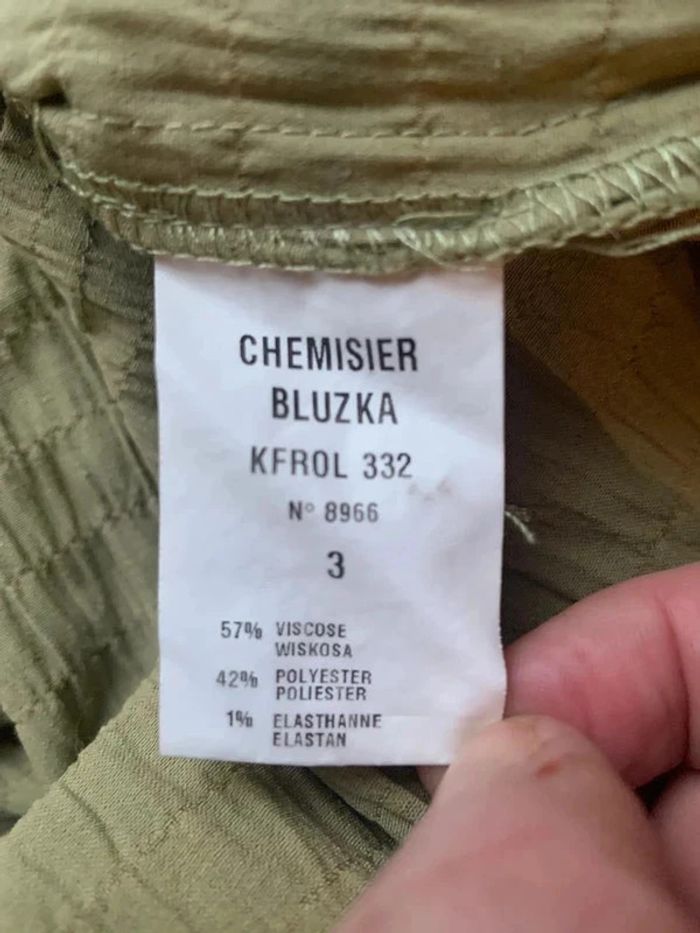 CHEMISIER
BLUZKA
KFROL 332
N° 8966
3
57% VISCOSE
WISKOSA
42% POLYESTER
POLIESTER
1% ELASTHANNE
ELASTAN